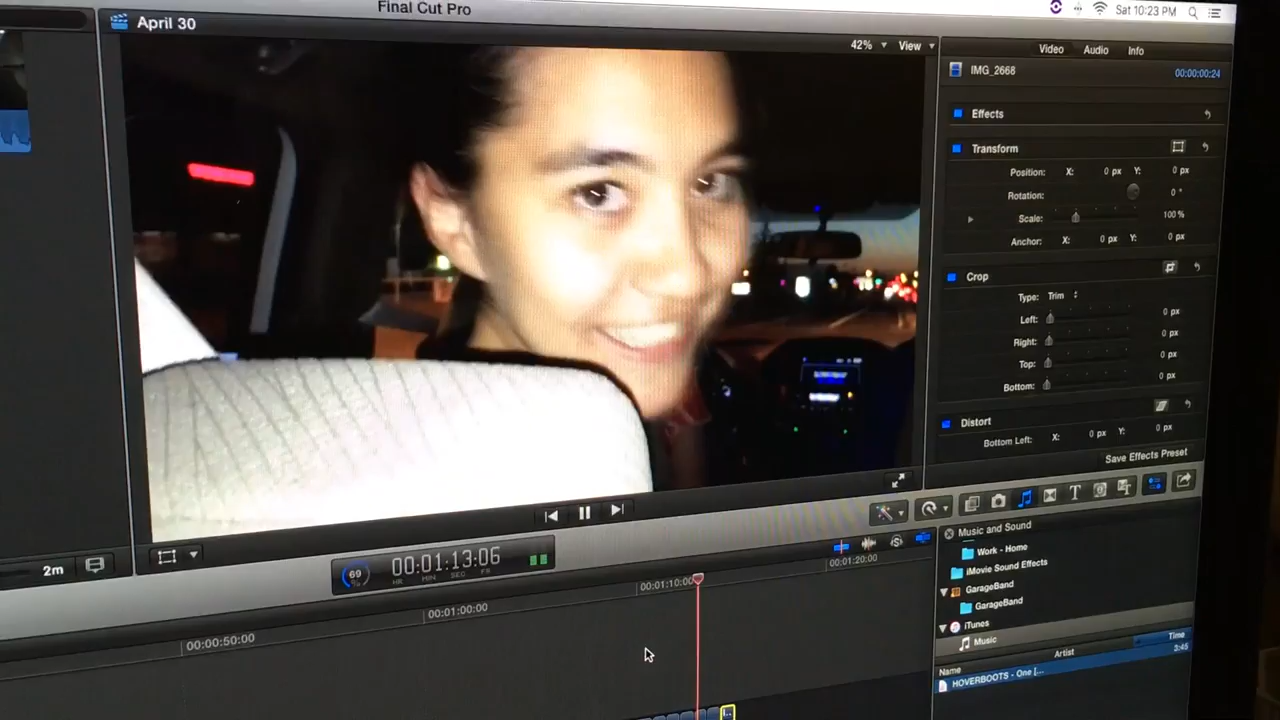 Final Cut Pro
Sat 10:23 PM
April 30
42%
View
Video
Audio
Info
IMG_2668
00:00:00:24
Effects
Transform
Position: X: 0 px Y: 0 px
Rotation: 0 °
Scale: 100 %
Anchor: X: 0 px Y: 0 px
Crop
Type: Trim
Left: 0 px
Right: 0 px
Top: 0 px
Bottom: 0 px
Distort
Bottom Left: X: 0 px Y: 0 px
Save Effects Preset
2m
69
%
00:01:13:06
HR MIN SEC FR
00:00:50:00
00:01:00:00
00:01:10:00
00:01:20:00
Music and Sound
Work - Home
iMovie Sound Effects
GarageBand
GarageBand
iTunes
Music
Name
Artist
Time
HOVERBOOTS - One [...
3:45